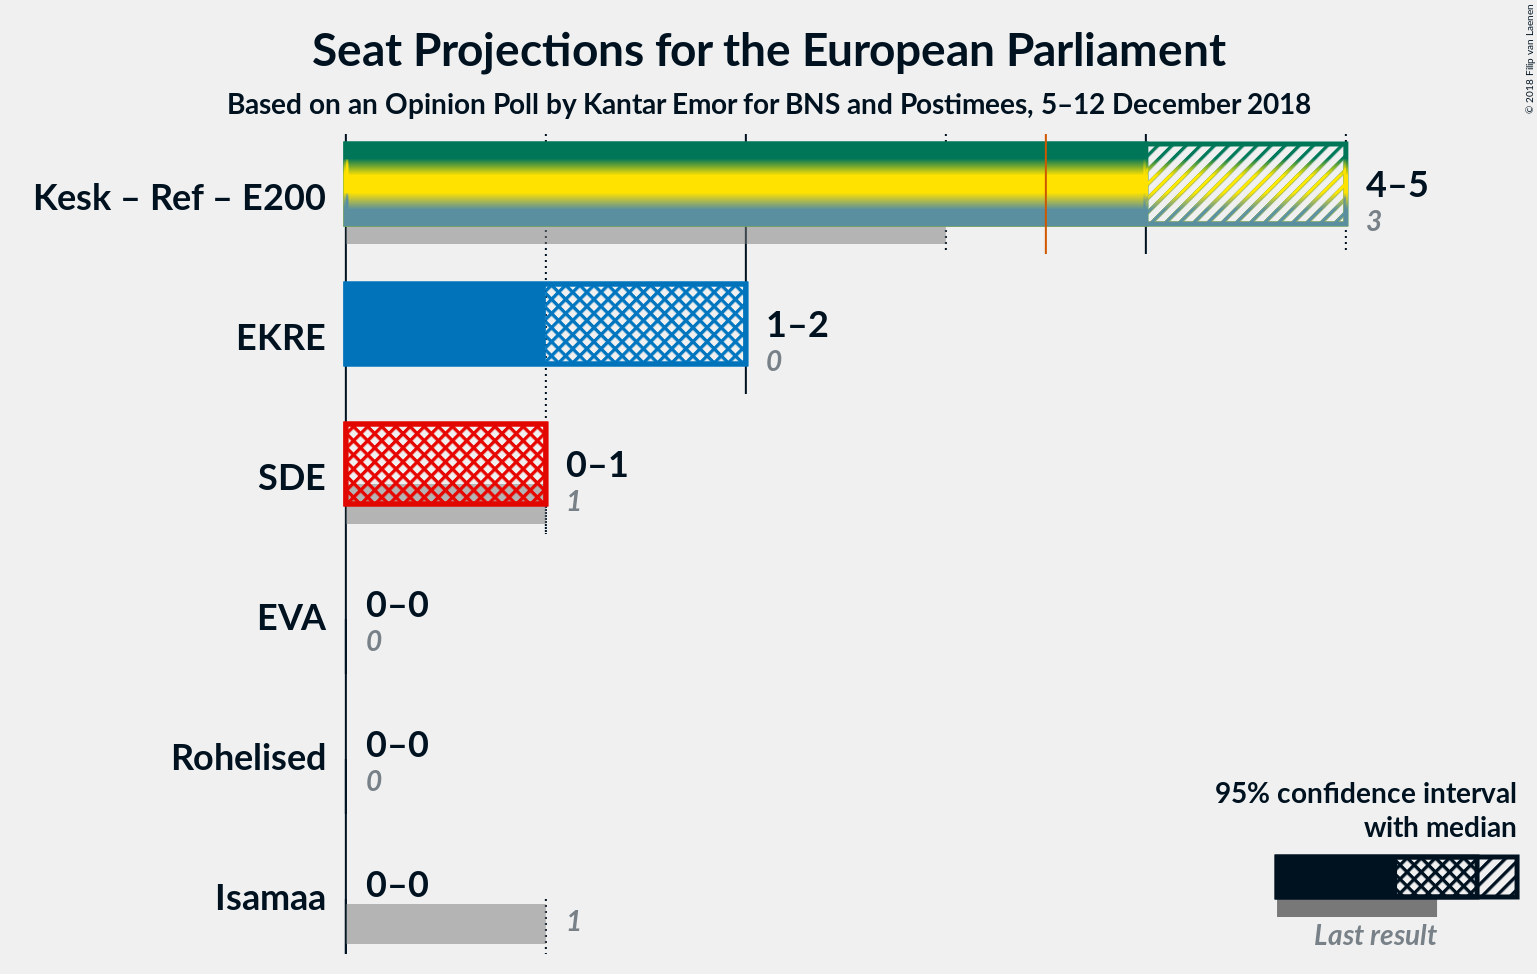 Seat Projections for the European Parliament
Based on an Opinion Poll by Kantar Emor for BNS and Postimees, 5–12 December 2018
© 2018 Filip van Laenen
Kesk – Ref – E200
4–5
3
EKRE
1–2
0
SDE
0–1
1
EVA
0–0
0
Rohelised
0–0
0
Isamaa
0–0
1
95% confidence interval
with median
Last result